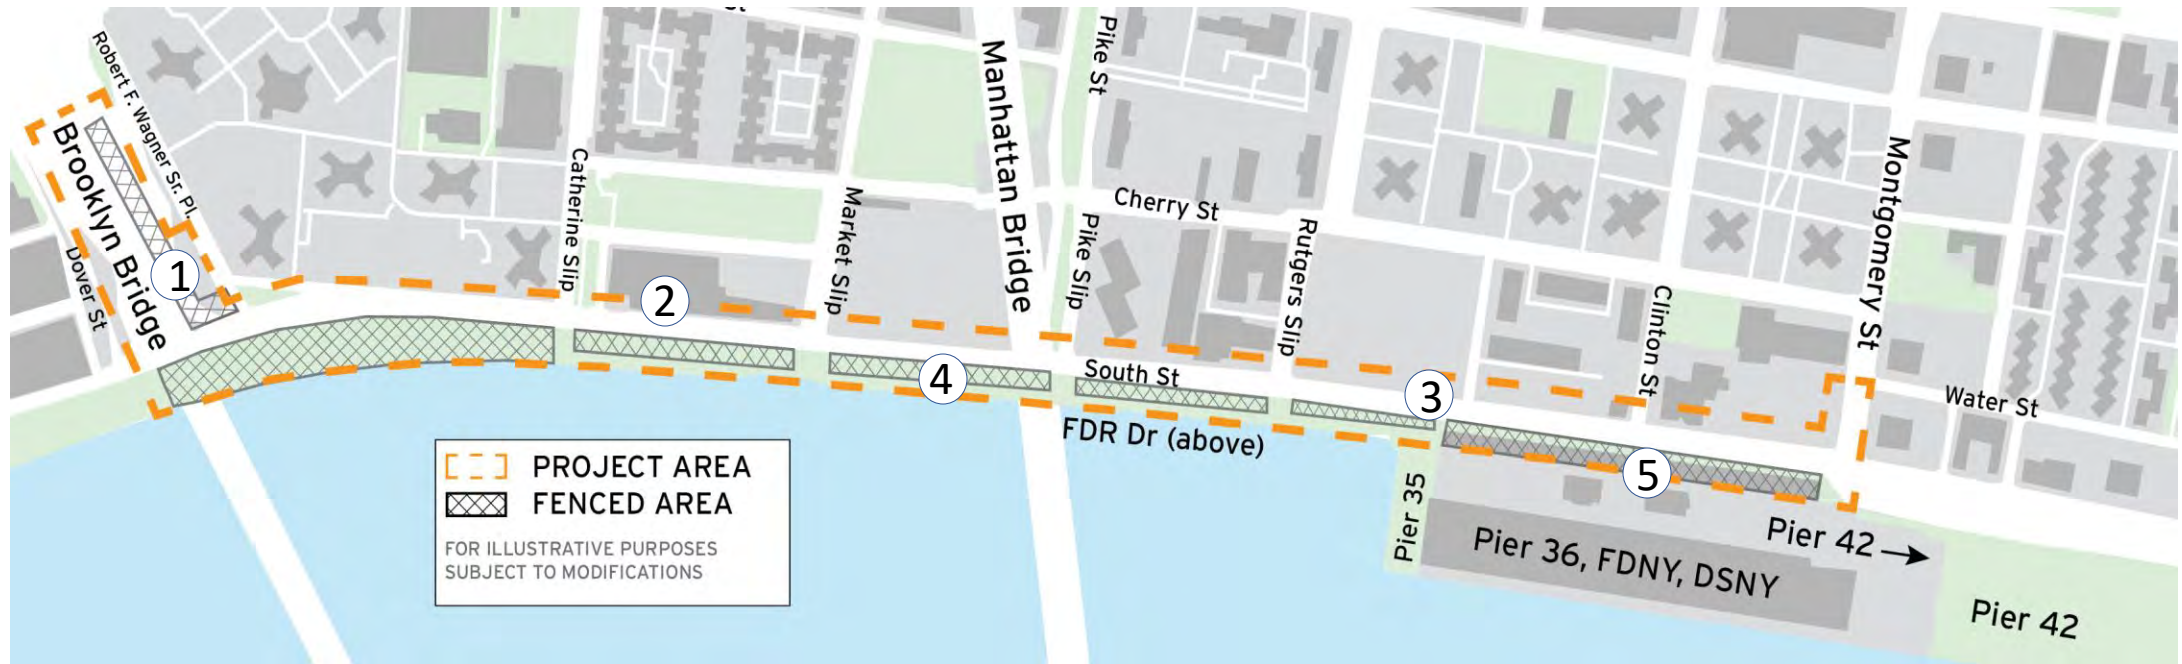 Robert F. Wagner Sr. Pl.
Brooklyn Bridge
Dover St
1
Catherine Slip
2
Market Slip
Manhattan Bridge
Pike St
Pike Slip
Cherry St
Rutgers Slip
Clinton St
Montgomery St
Water St
4
South St
3
FDR Dr (above)
5
Pier 35
Pier 36, FDNY, DSNY
Pier 42
Pier 42
PROJECT AREA
FENCED AREA
FOR ILLUSTRATIVE PURPOSES
SUBJECT TO MODIFICATIONS